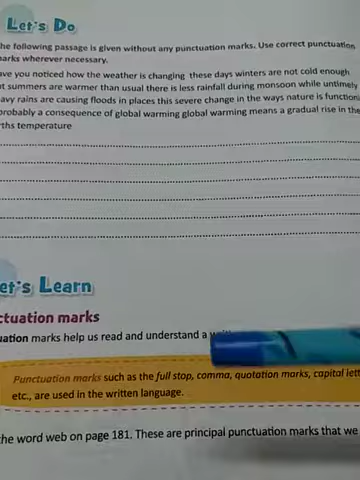 Let's Do
he following passage is given without any punctuation marks. Use correct punctuation
arks wherever necessary.
ave you noticed how the weather is changing these days winters are not cold enough
t summers are warmer than usual there is less rainfall during monsoon while untimely
avy rains are causing floods in places this severe change in the ways nature is function
probably a consequence of global warming global warming means a gradual rise in the
ths temperature
et's Learn
ctuation marks
uation marks help us read and understand a
Punctuation marks such as the full stop, comma, quotation marks, capital lett
etc., are used in the written language.
the word web on page 181. These are principal punctuation marks that we